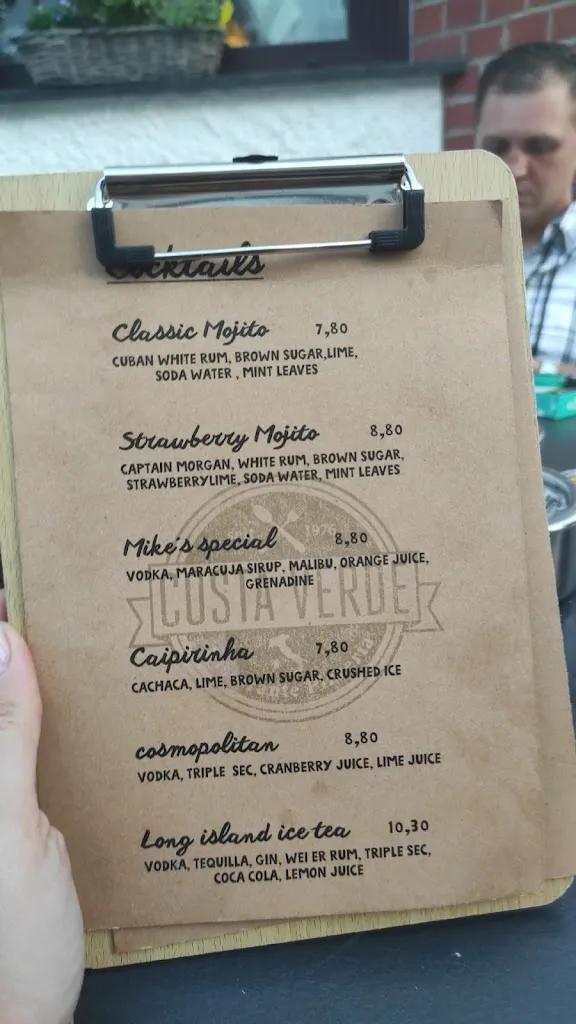 Cocktails
Classic Mojito 7,80
CUBAN WHITE RUM, BROWN SUGAR,LIME,
SODA WATER , MINT LEAVES
Strawberry Mojito 8,80
CAPTAIN MORGAN, WHITE RUM, BROWN SUGAR,
STRAWBERRYLIME, SODA WATER, MINT LEAVES
1976
Mike's special 8,80
VODKA, MARACUJA SIRUP, MALIBU, ORANGE JUICE,
GRENADINE
COSTA VERDE
Caipirinha 7,80
CACHACA, LIME, BROWN SUGAR, CRUSHED ICE
cosmopolitan 8,80
VODKA, TRIPLE SEC, CRANBERRY JUICE, LIME JUICE
Long island ice tea 10,30
VODKA, TEQUILLA, GIN, WEI ER RUM, TRIPLE SEC,
COCA COLA, LEMON JUICE